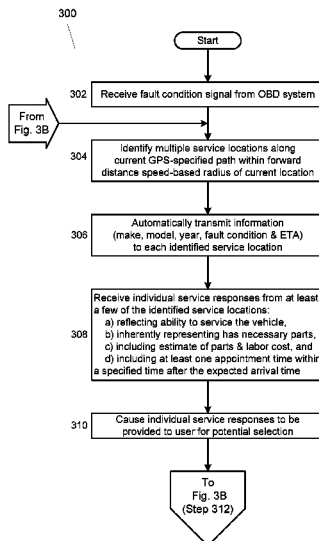 300
Start
302
Receive fault condition signal from OBD system
From
Fig. 3B
304
Identify multiple service locations along
current GPS-specified path within forward
distance speed-based radius of current location
306
Automatically transmit information
(make, model, year, fault condition & ETA)
to each identified service location
308
Receive individual service responses from at least
a few of the identified service locations:
a) reflecting ability to service the vehicle,
b) inherently representing has necessary parts,
c) including estimate of parts & labor cost, and
d) including at least one appointment time within
a specified time after the expected arrival time
310
Cause individual service responses to be
provided to user for potential selection
To
Fig. 3B
(Step 312)